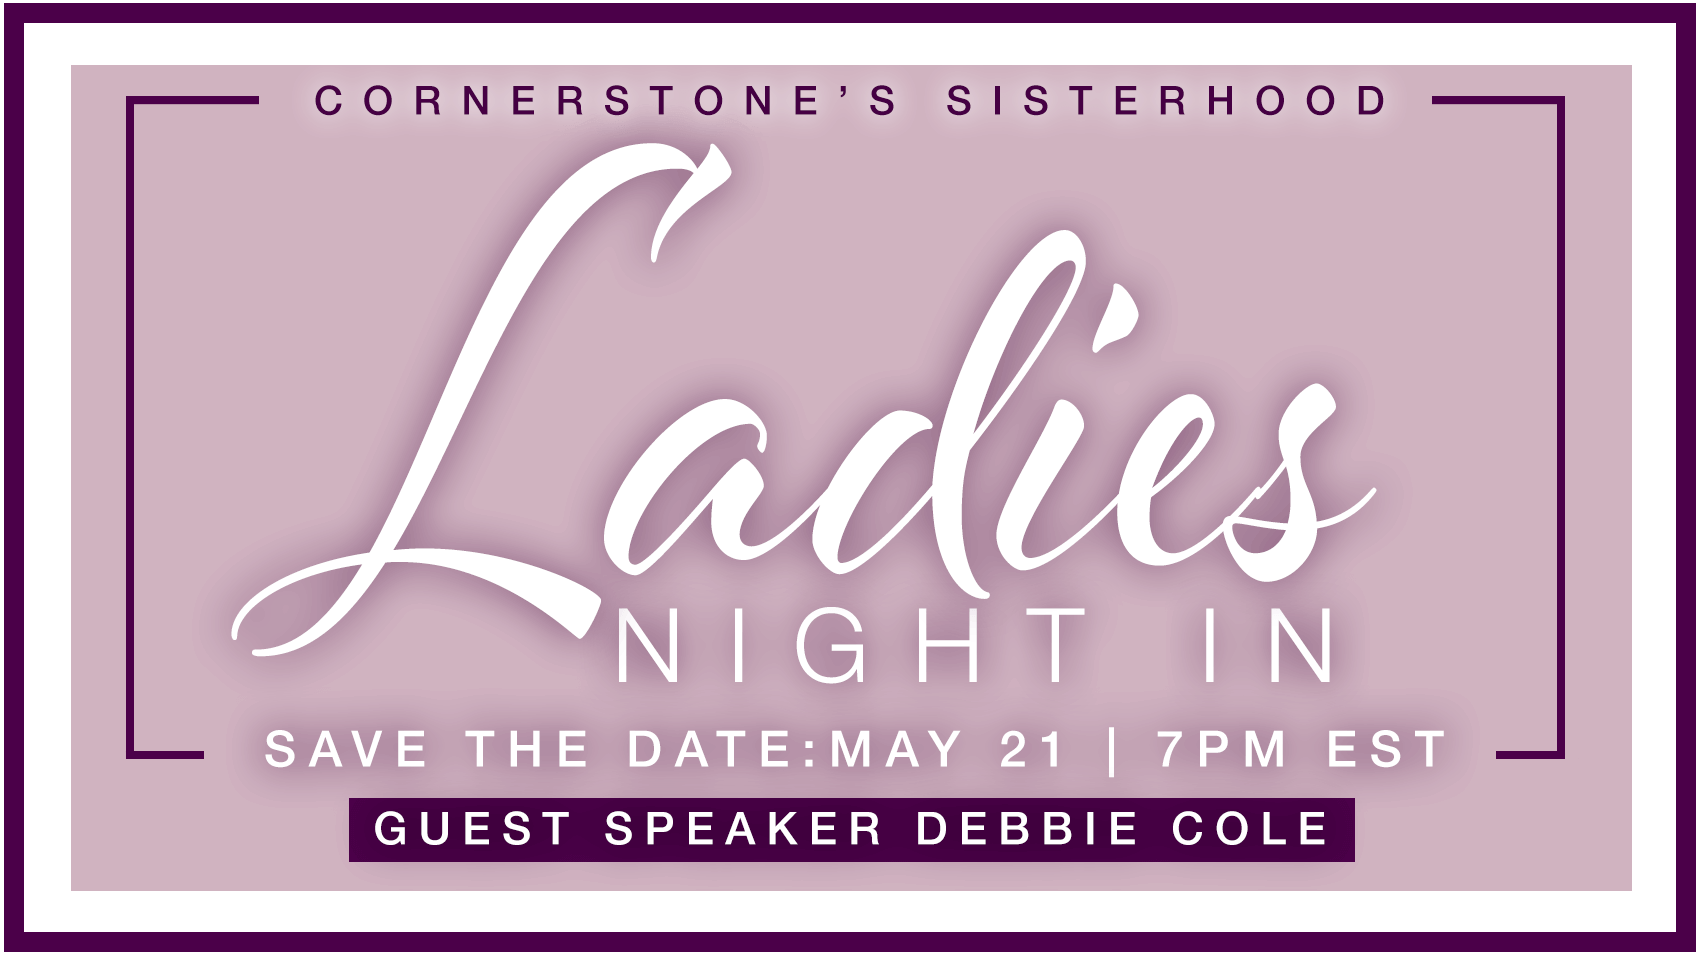 CORNERSTONE’S SISTERHOOD
Ladies
NIGHT IN
SAVE THE DATE:MAY 21 | 7PM EST
GUEST SPEAKER DEBBIE COLE